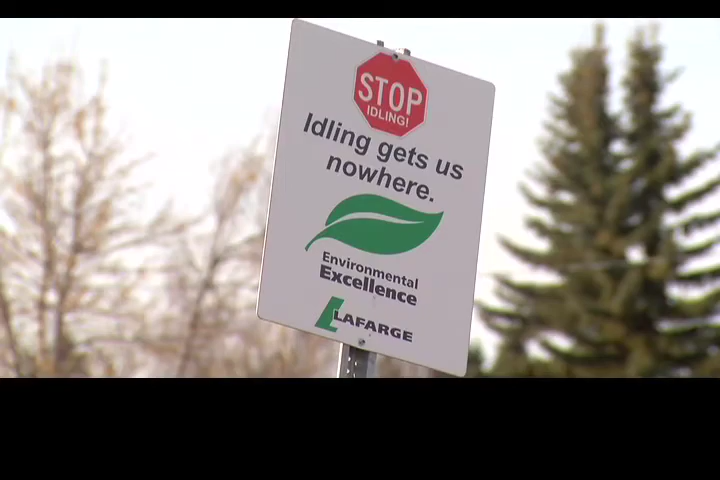 STOP
IDLING!
Idling gets us
nowhere.
Environmental
Excellence
LAFARGE